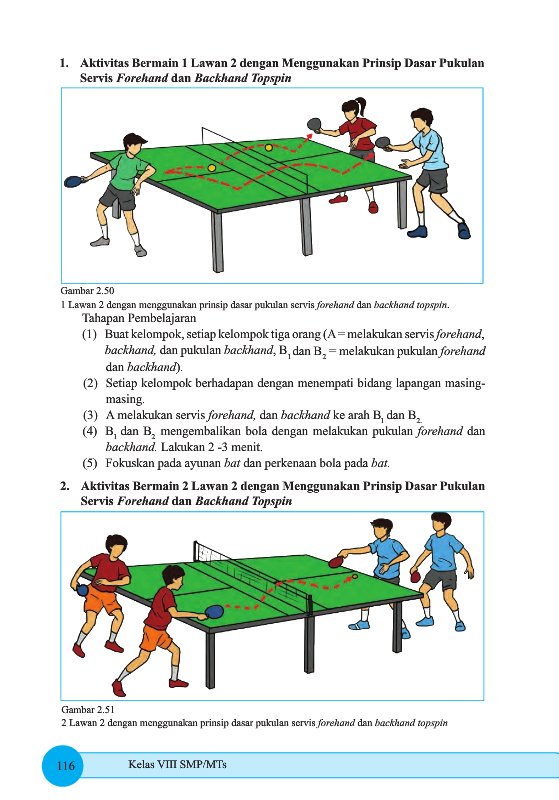 1. Aktivitas Bermain 1 Lawan 2 dengan Menggunakan Prinsip Dasar Pukulan
Servis Forehand dan Backhand Topspin
Gambar 2.50
1 Lawan 2 dengan menggunakan prinsip dasar pukulan servis forehand dan backhand topspin.
Tahapan Pembelajaran
(1) Buat kelompok, setiap kelompok tiga orang (A = melakukan servis forehand,
backhand, dan pukulan backhand, B1 dan B2 = melakukan pukulan forehand
dan backhand).
(2) Setiap kelompok berhadapan dengan menempati bidang lapangan masing-
masing.
(3) A melakukan servis forehand, dan backhand ke arah B1 dan B2.
(4) B1 dan B2 mengembalikan bola dengan melakukan pukulan forehand dan
backhand. Lakukan 2 -3 menit.
(5) Fokuskan pada ayunan bat dan perkenaan bola pada bat.
2. Aktivitas Bermain 2 Lawan 2 dengan Menggunakan Prinsip Dasar Pukulan
Servis Forehand dan Backhand Topspin
Gambar 2.51
2 Lawan 2 dengan menggunakan prinsip dasar pukulan servis forehand dan backhand topspin
116 Kelas VIII SMP/MTs